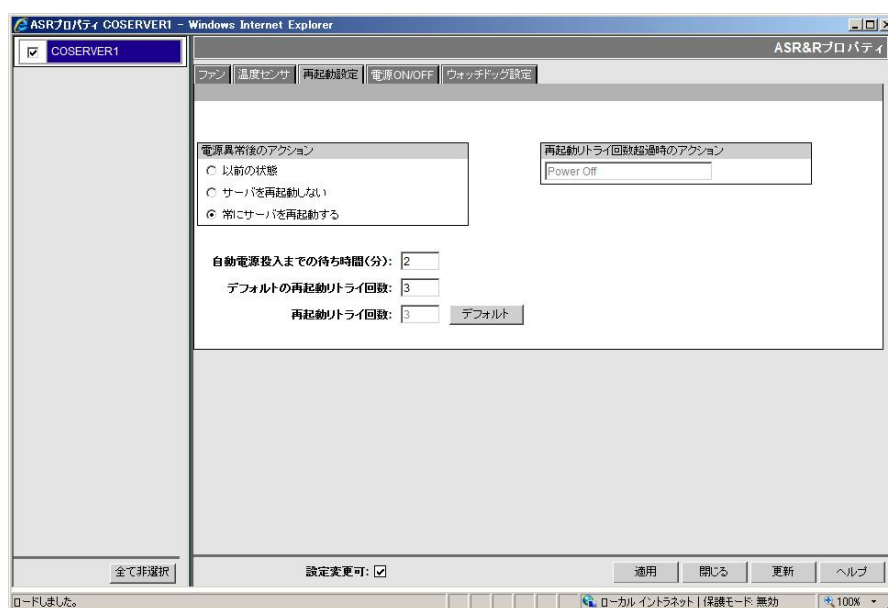 ASRプロパティ COSERVER1 - Windows Internet Explorer
COSERVER1
ASR&Rプロパティ
ファン 温度センサ 再起動設定 電源ON/OFF ウォッチドッグ設定
電源異常後のアクション
以前の状態
サーバを再起動しない
常にサーバを再起動する
再起動リトライ回数超過時のアクション
Power Off
自動電源投入までの待ち時間(分): 2
デフォルトの再起動リトライ回数: 3
再起動リトライ回数: 3 デフォルト
全て非選択 設定変更可: 適用 閉じる 更新 ヘルプ
ロードしました。 ローカル イントラネット | 保護モード: 無効 100%